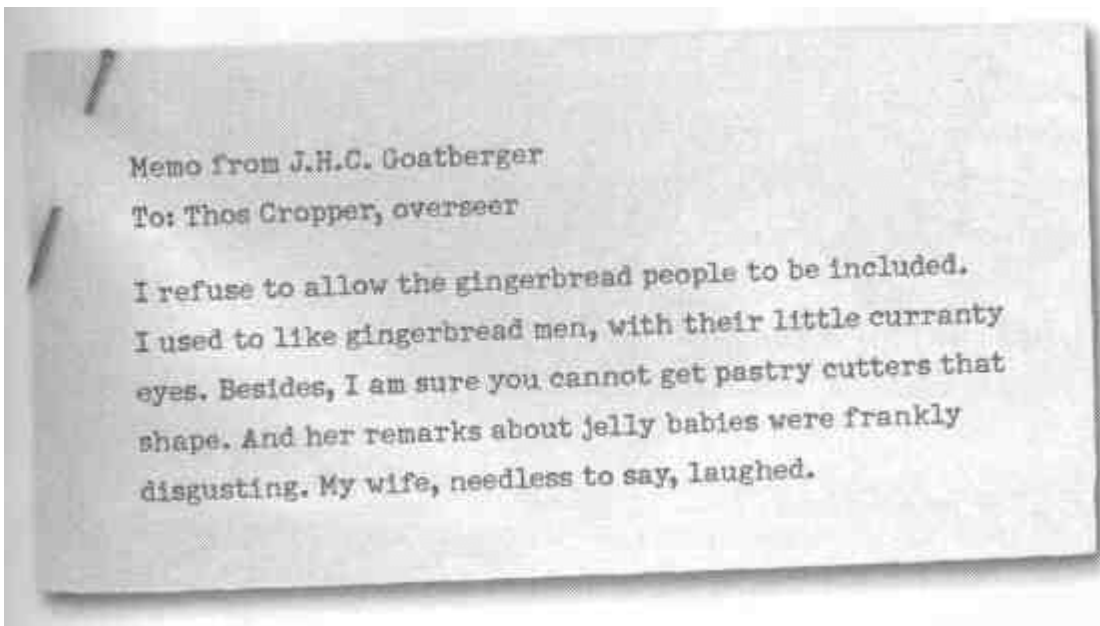 Memo from J.H.C. Goatberger
To: Thos Cropper, overseer
I refuse to allow the gingerbread people to be included.
I used to like gingerbread men, with their little curranty
eyes. Besides, I am sure you cannot get pastry cutters that
shape. And her remarks about jelly babies were frankly
disgusting. My wife, needless to say, laughed.